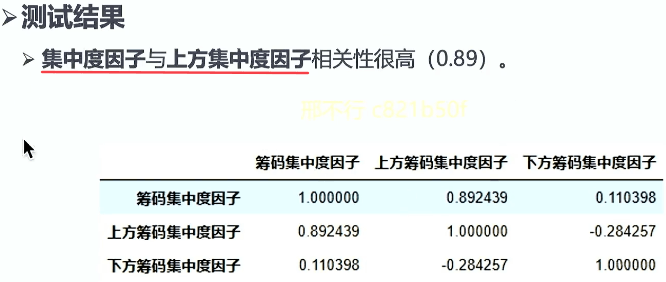 ➢测试结果
➢ 集中度因子与上方集中度因子相关性很高（0.89）。
邢不行 c821b60f
筹码集中度因子 上方筹码集中度因子 下方筹码集中度因子
筹码集中度因子 1.000000 0.892439 0.110398
上方筹码集中度因子 0.892439 1.000000 -0.284257
下方筹码集中度因子 0.110398 -0.284257 1.000000